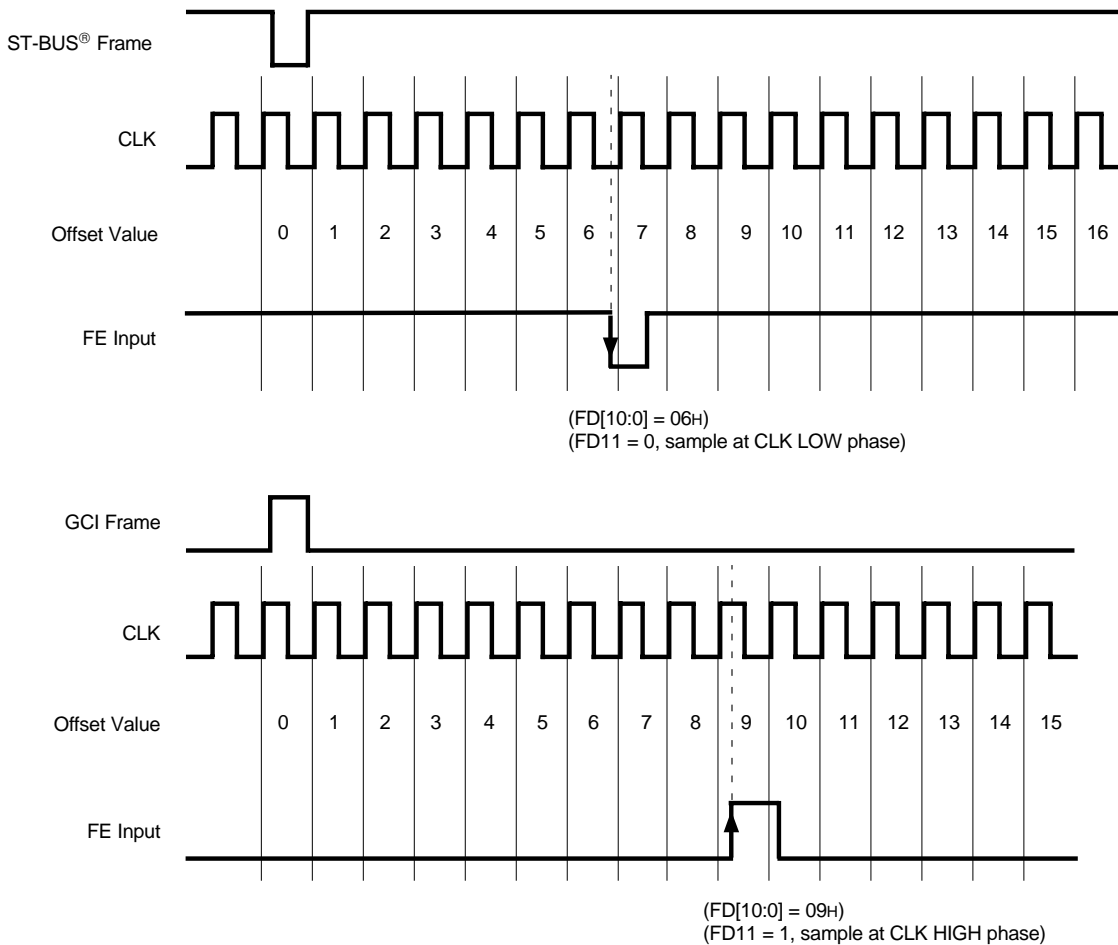 ST-BUS® Frame
CLK
Offset Value 0 1 2 3 4 5 6 7 8 9 10 11 12 13 14 15 16
FE Input
(FD[10:0] = 06H)
(FD11 = 0, sample at CLK LOW phase)
GCI Frame
CLK
Offset Value 0 1 2 3 4 5 6 7 8 9 10 11 12 13 14 15
FE Input
(FD[10:0] = 09H)
(FD11 = 1, sample at CLK HIGH phase)